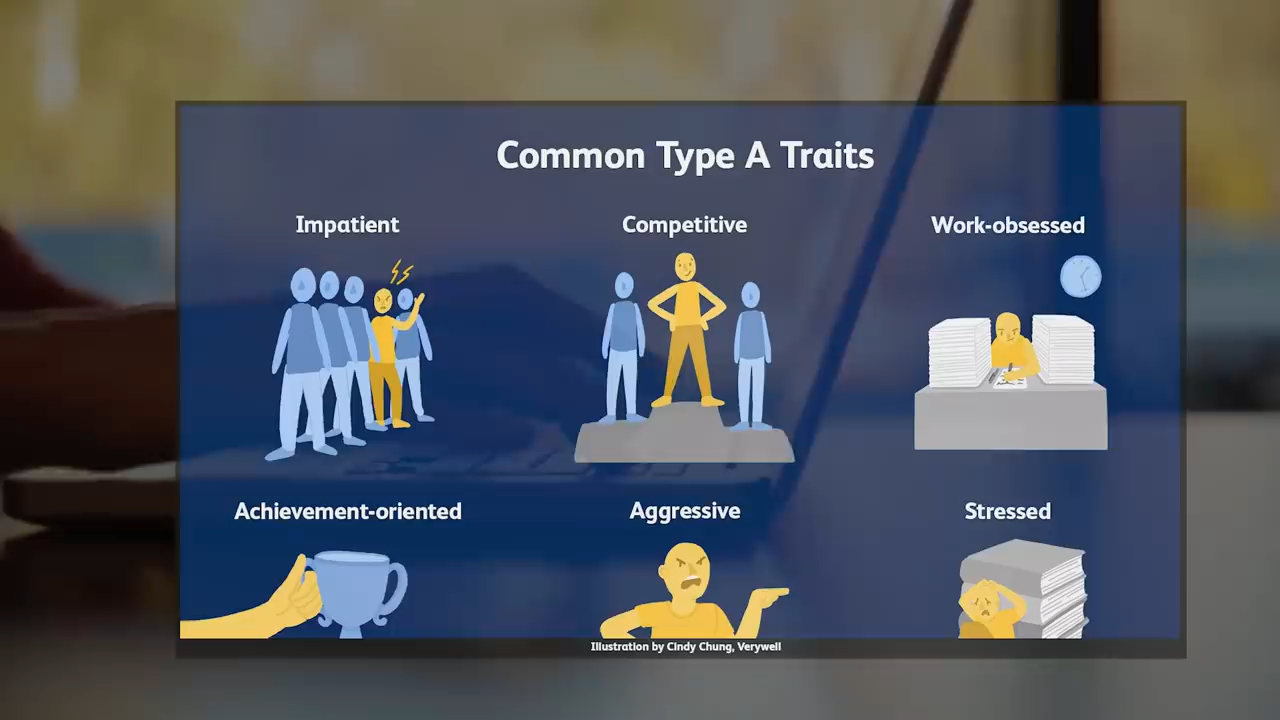 Common Type A Traits
Impatient
Competitive
Work-obsessed
Achievement-oriented
Aggressive
Stressed
Illustration by Cindy Chung, Verywell